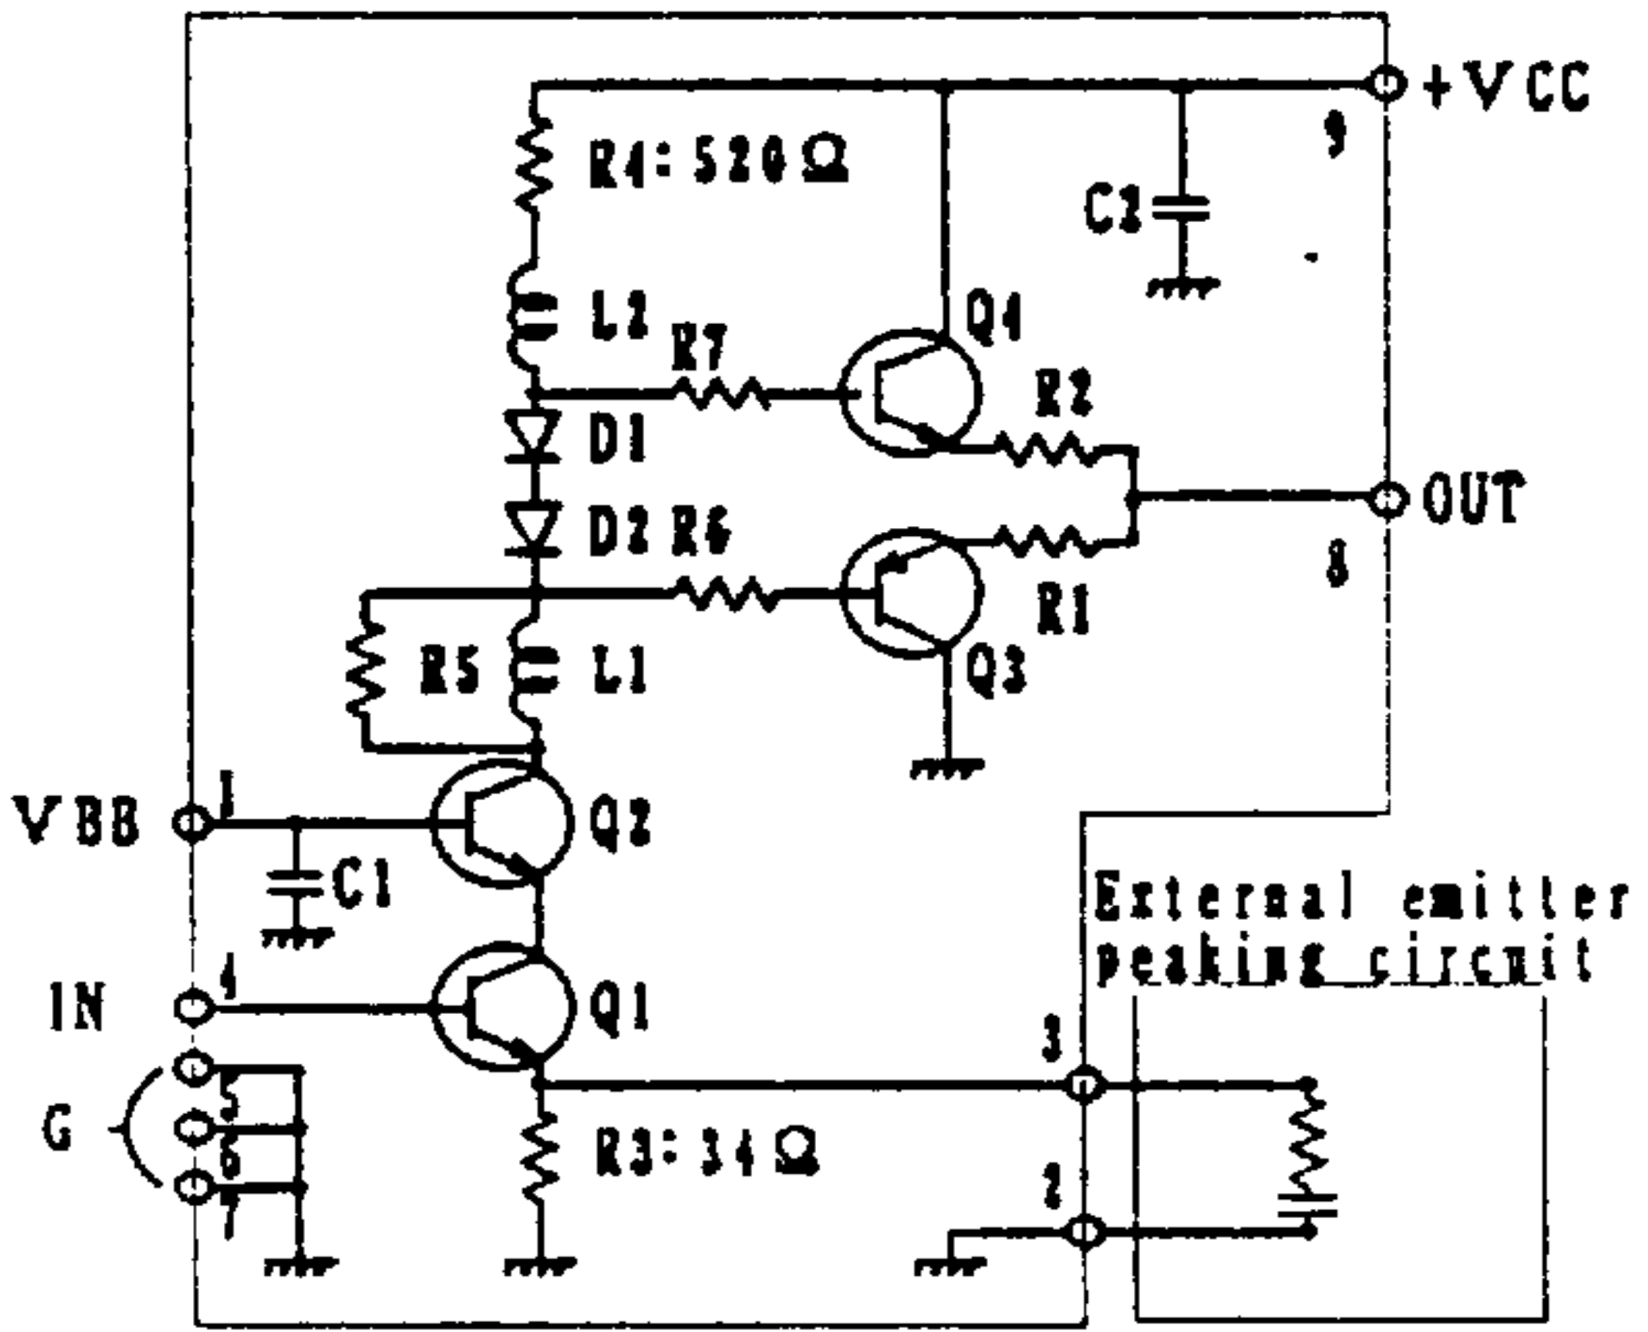 +VCC
9
R4: 520Ω
C2
L2
R7
Q4
R2
D1
OUT
D2
R6
8
R1
R5
L1
Q3
1
VBB
Q2
C1
External emitter
peaking circuit
4
IN
Q1
3
5
G
6
R3: 34Ω
2
7